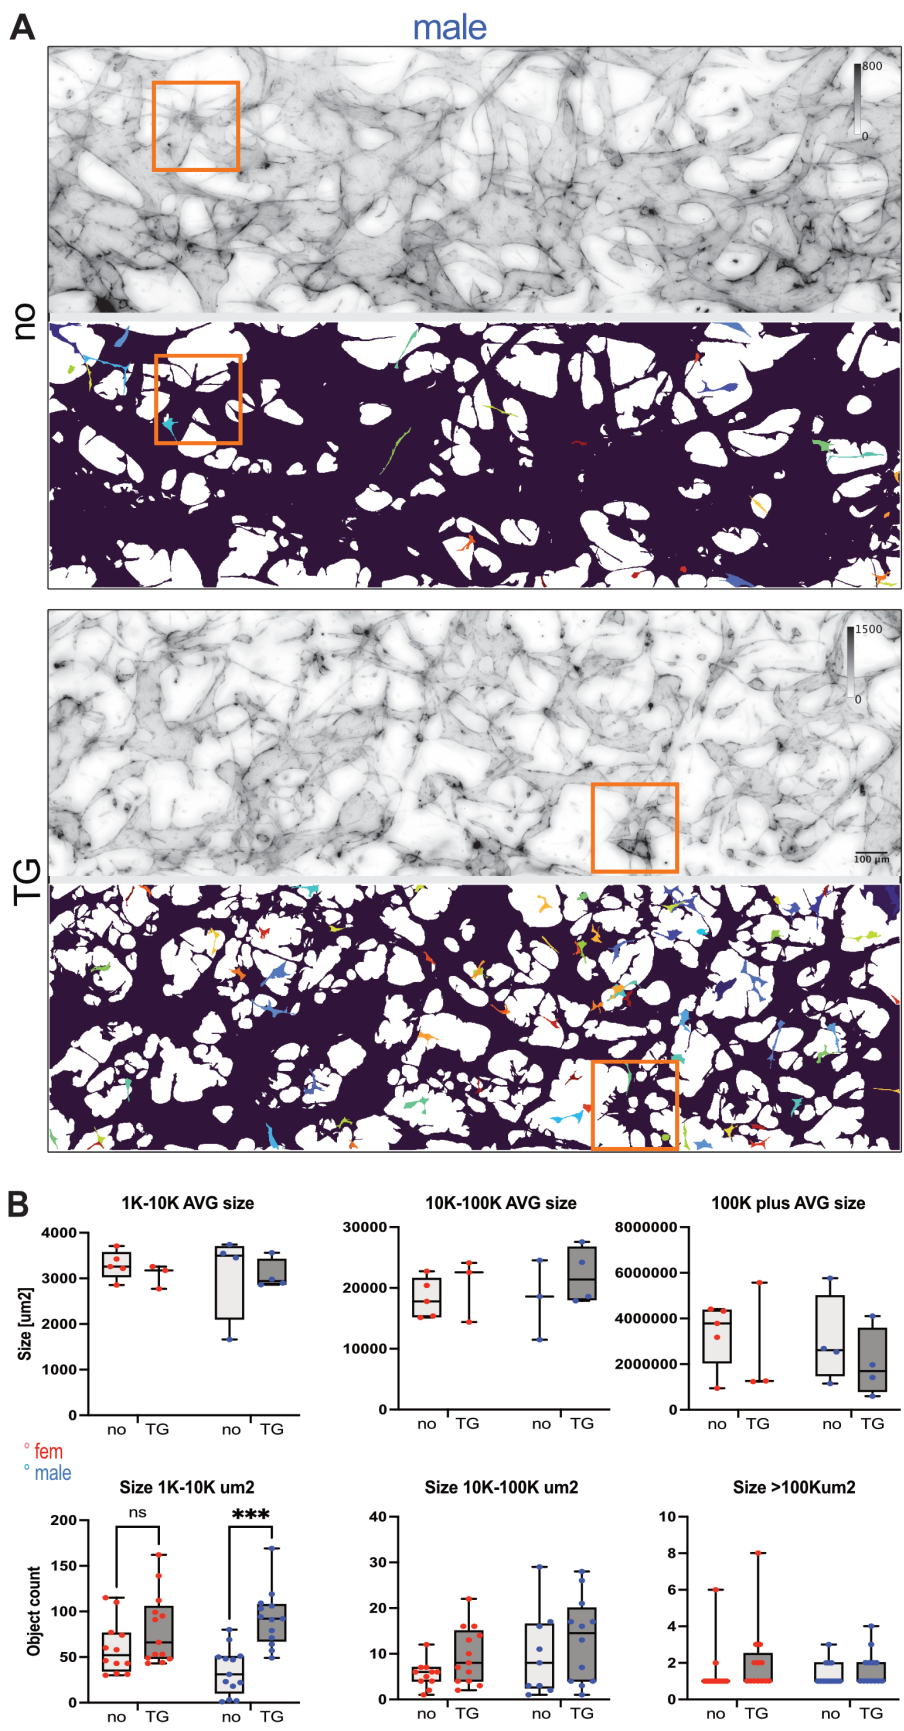 A
male
no
800
0
TG
1500
0
100 µm
B
1K-10K AVG size
10K-100K AVG size
100K plus AVG size
Size [um2]
4000
3000
2000
1000
0
no TG no TG
30000
20000
10000
0
no TG no TG
8000000
6000000
4000000
2000000
0
no TG no TG
° fem
° male
Size 1K-10K um2
Size 10K-100K um2
Size >100Kum2
Object count
200
150
100
50
0
ns
***
no TG no TG
40
30
20
10
0
no TG no TG
10
8
6
4
2
0
no TG no TG